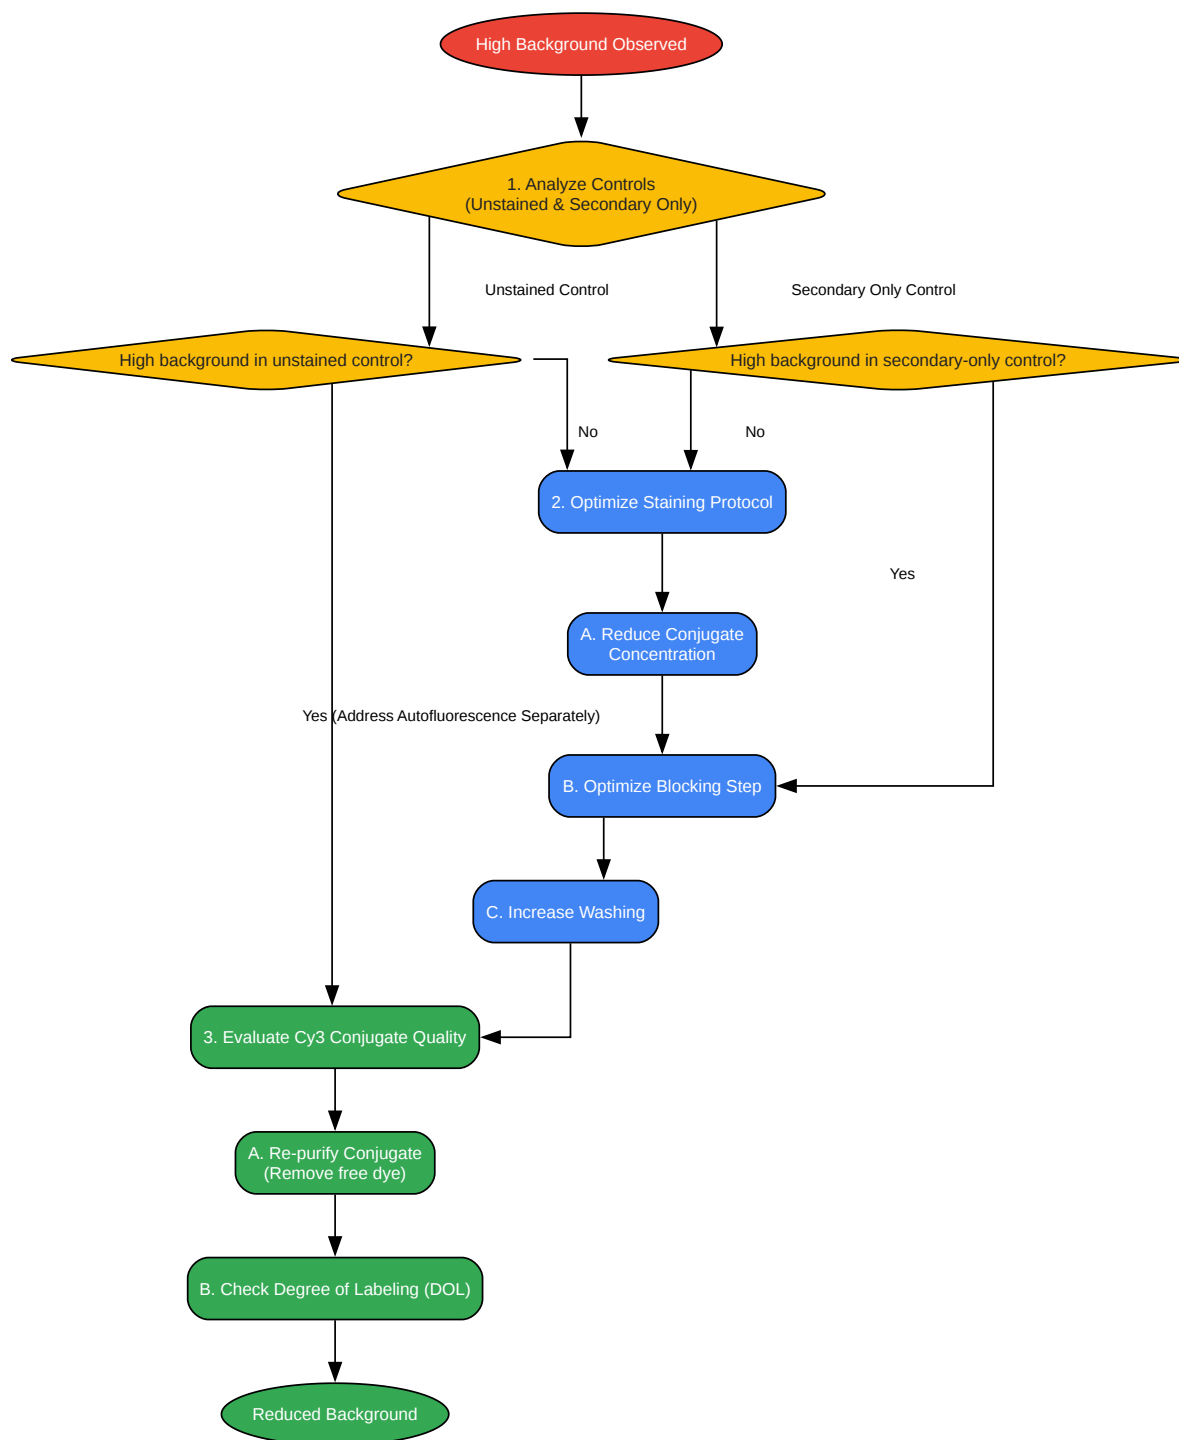 High Background Observed
1. Analyze Controls
(Unstained & Secondary Only)
Unstained Control
Secondary Only Control
High background in unstained control?
High background in secondary-only control?
No
No
2. Optimize Staining Protocol
Yes
A. Reduce Conjugate
Concentration
Yes (Address Autofluorescence Separately)
B. Optimize Blocking Step
C. Increase Washing
3. Evaluate Cy3 Conjugate Quality
A. Re-purify Conjugate
(Remove free dye)
B. Check Degree of Labeling (DOL)
Reduced Background